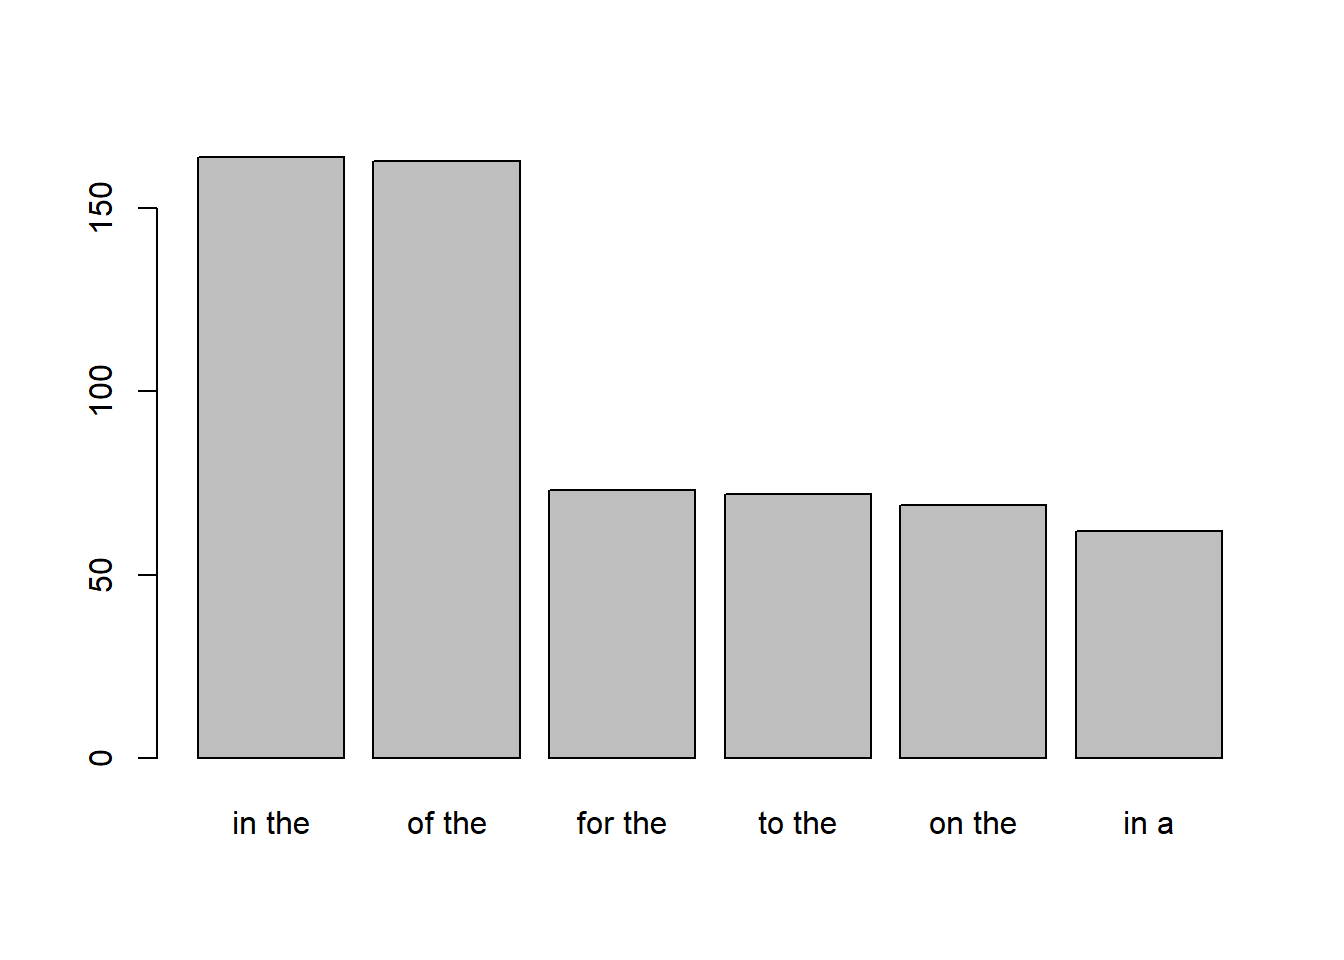 150
100
50
0
in the of the for the to the on the in a